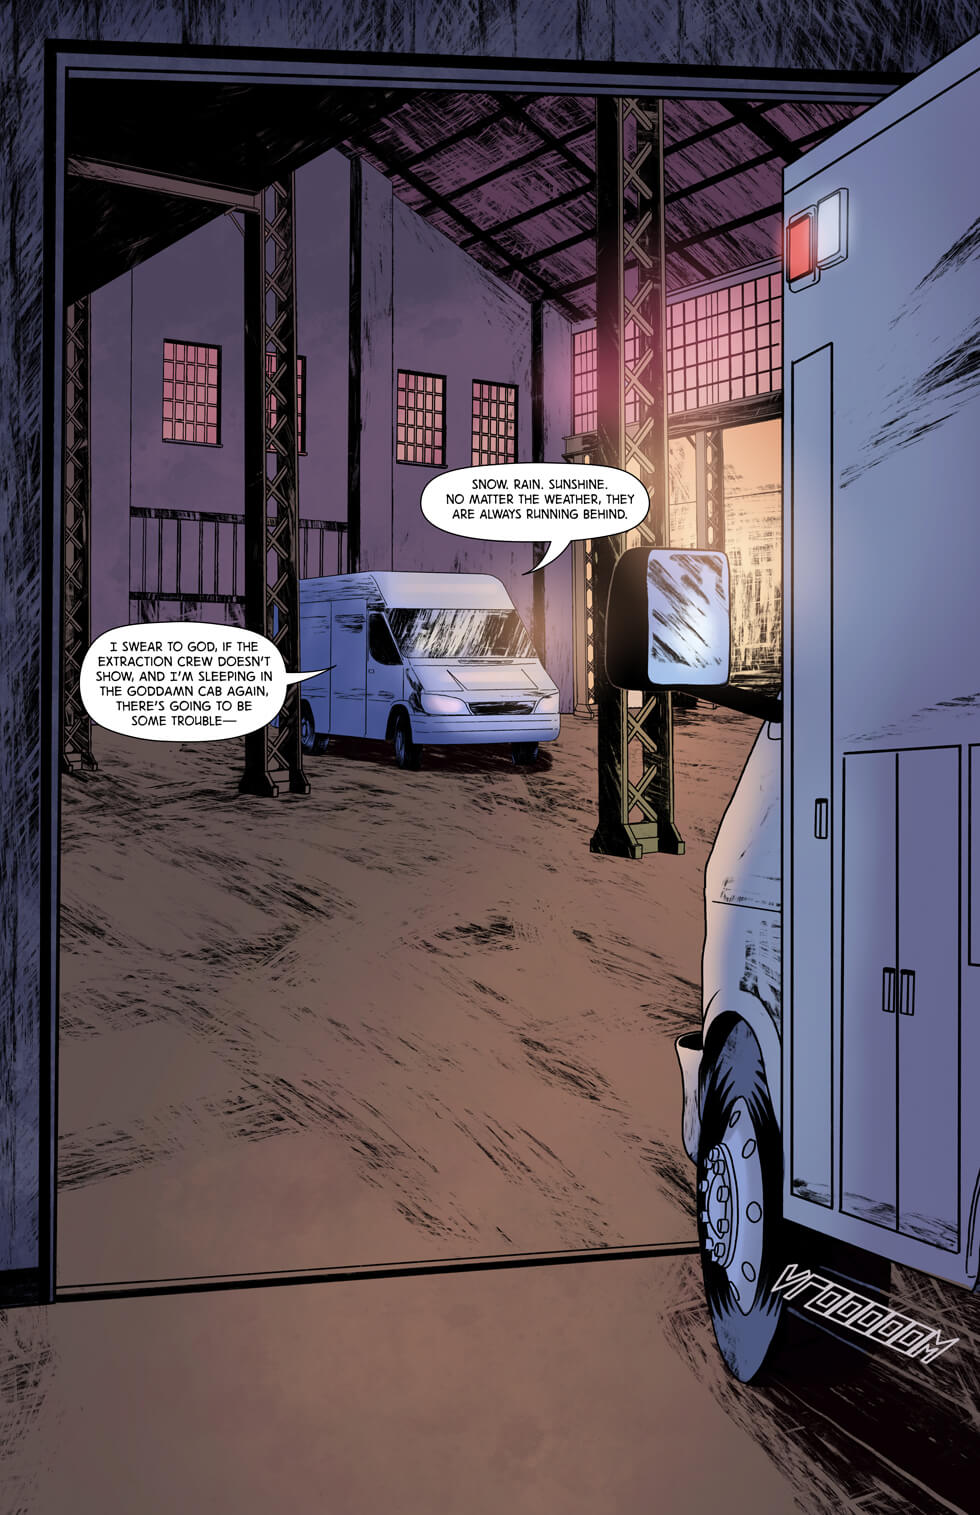 SNOW. RAIN. SUNSHINE.
NO MATTER THE WEATHER, THEY
ARE ALWAYS RUNNING BEHIND.
I SWEAR TO GOD, IF THE
EXTRACTION CREW DOESN'T
SHOW, AND I'M SLEEPING IN
THE GODDAMN CAB AGAIN,
THERE'S GOING TO BE
SOME TROUBLE—
VROOOOOMM